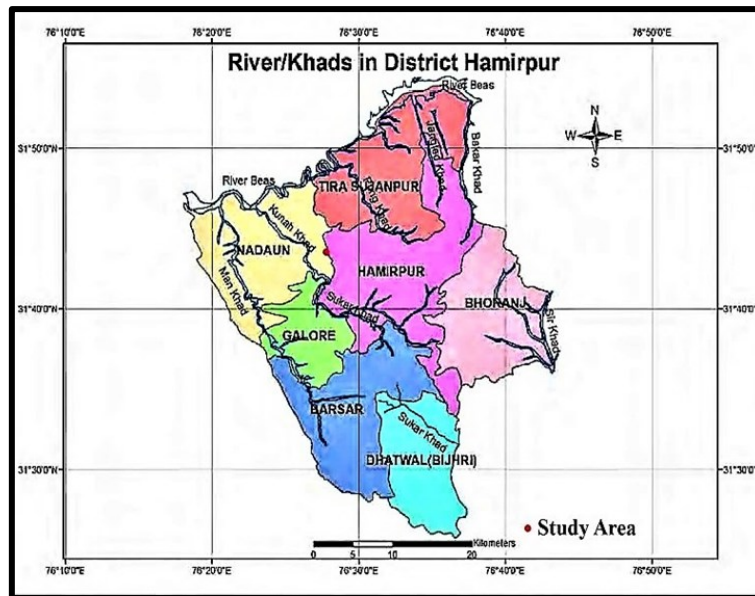 76°10'0"E 76°20'0"E 76°30'0"E 76°40'0"E 76°50'0"E
River/Khads in District Hamirpur
River Beas
N
W E
S
31°50'0"N 31°50'0"N
Janglad Khad
Bakar Khad
River Beas
TIRA SUJANPUR
Pung Khad
Kunah Khad
NADAUN
HAMIRPUR
Man Khad
BHORANJ
31°40'0"N 31°40'0"N
Sukar Khad
Sir Khad
GALORE
BARSAR
Sukar Khad
DHATWAL(BIJHRI)
31°30'0"N 31°30'0"N
Study Area
Kilometers
0 5 10 20
76°10'0"E 76°20'0"E 76°30'0"E 76°40'0"E 76°50'0"E